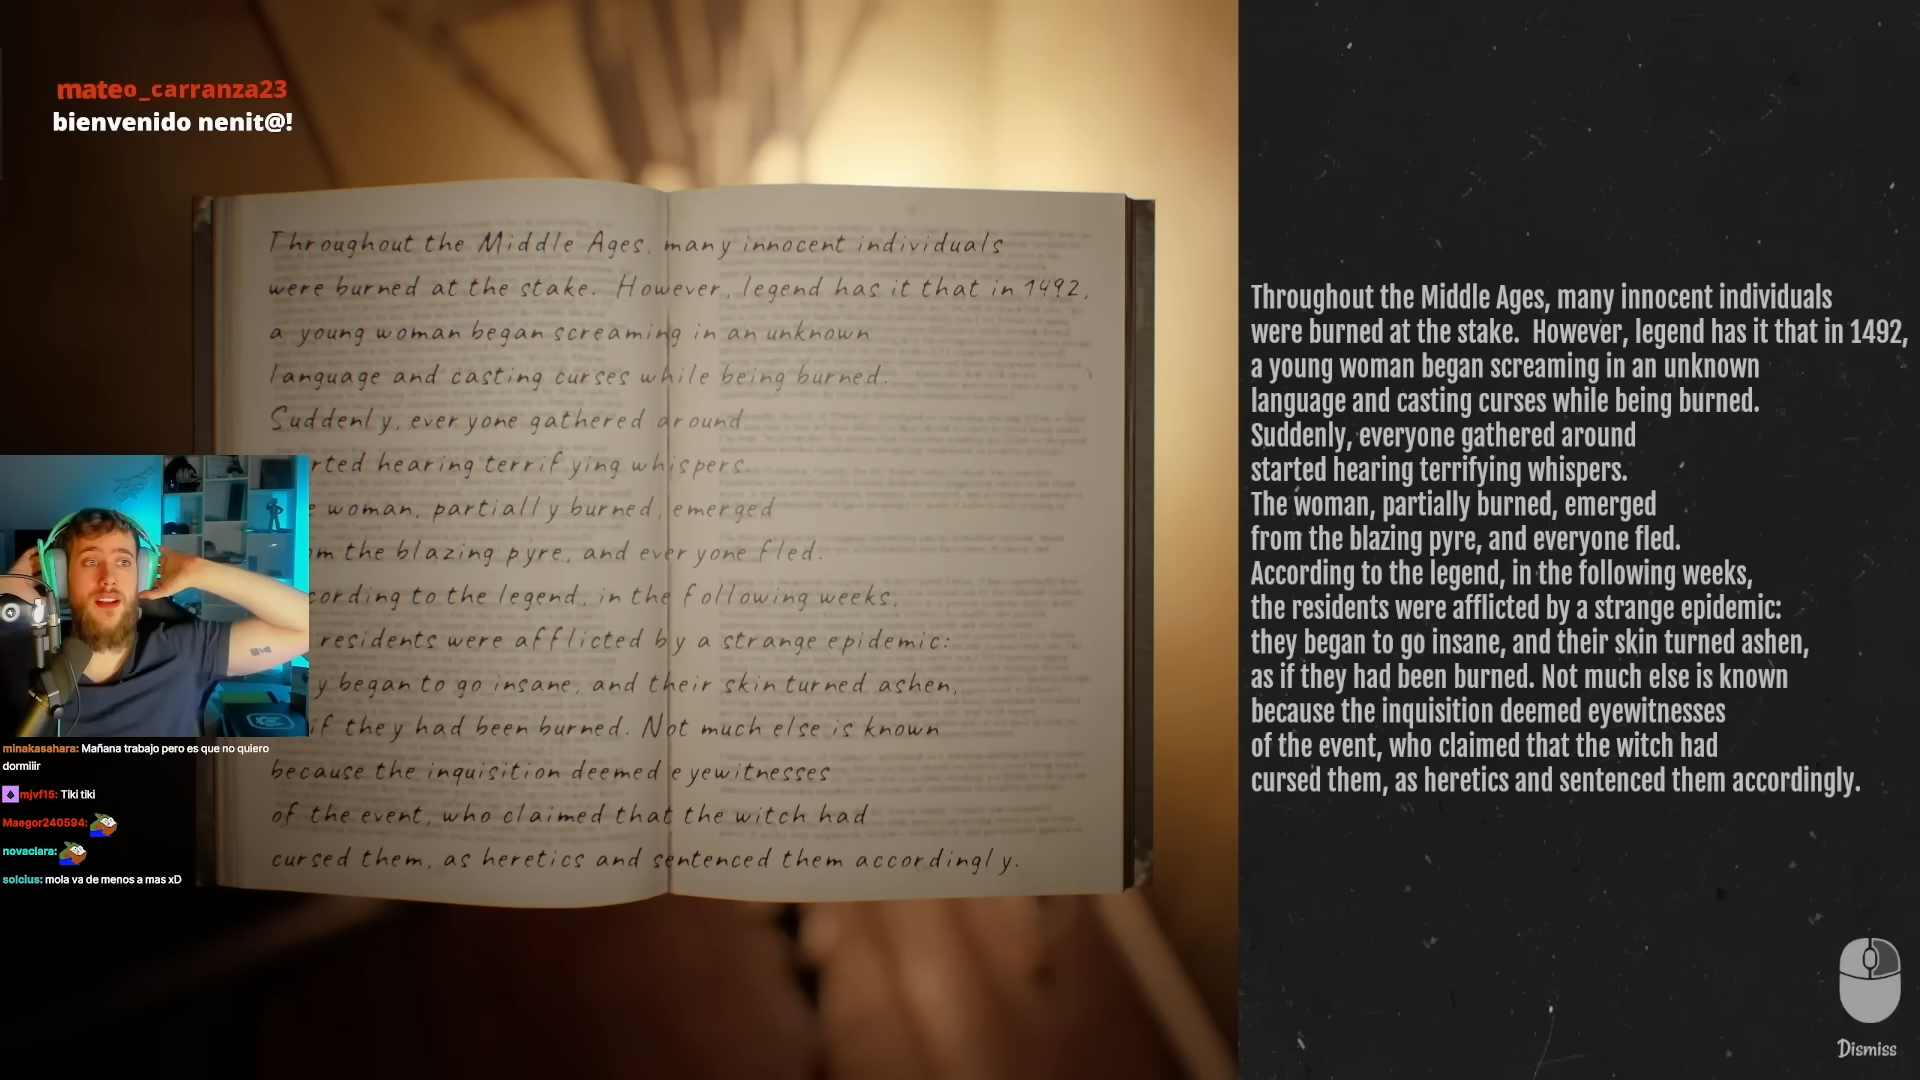 mateo_carranza23
bienvenido nenit@!
Throughout the Middle Ages, many innocent individuals
were burned at the stake. However, legend has it that in 1492,
a young woman began screaming in an unknown
language and casting curses while being burned.
Suddenly, everyone gathered around
rted hearing terrifying whispers.
woman, partially burned, emerged
m the blazing pyre, and everyone fled.
cording to the legend, in the following weeks,
residents were afflicted by a strange epidemic:
y began to go insane, and their skin turned ashen,
if they had been burned. Not much else is known
because the inquisition deemed eyewitnesses
of the event, who claimed that the witch had
cursed them, as heretics and sentenced them accordingly.
minakasahara: Mañana trabajo pero es que no quiero
dormiiir
mjvf15: Tiki tiki
Maegor240594:
novaclara:
solcius: mola va de menos a mas xD
Throughout the Middle Ages, many innocent individuals
were burned at the stake. However, legend has it that in 1492,
a young woman began screaming in an unknown
language and casting curses while being burned.
Suddenly, everyone gathered around
started hearing terrifying whispers.
The woman, partially burned, emerged
from the blazing pyre, and everyone fled.
According to the legend, in the following weeks,
the residents were afflicted by a strange epidemic:
they began to go insane, and their skin turned ashen,
as if they had been burned. Not much else is known
because the inquisition deemed eyewitnesses
of the event, who claimed that the witch had
cursed them, as heretics and sentenced them accordingly.
Dismiss